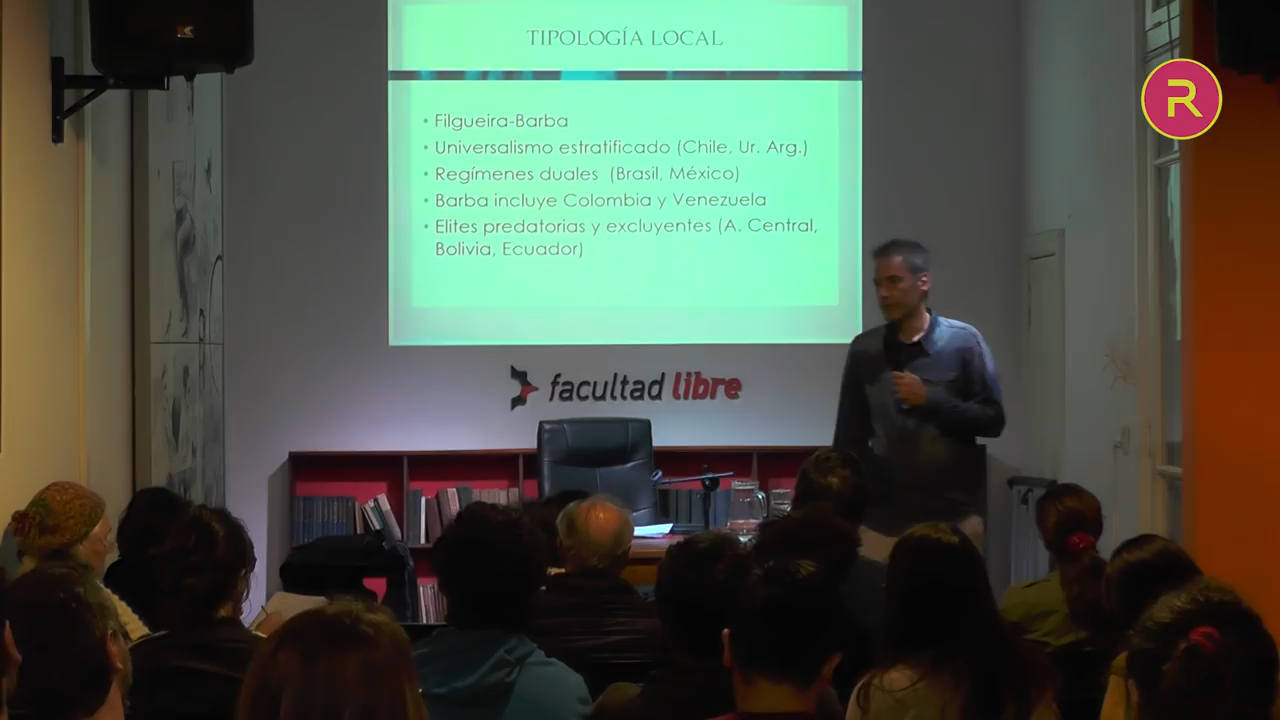 TIPOLOGÍA LOCAL
• Filgueira-Barba
• Universalismo estratificado (Chile, Ur. Arg.)
• Regímenes duales (Brasil, México)
• Barba incluye Colombia y Venezuela
• Elites predatorias y excluyentes (A. Central,
Bolivia, Ecuador)
R
facultad libre